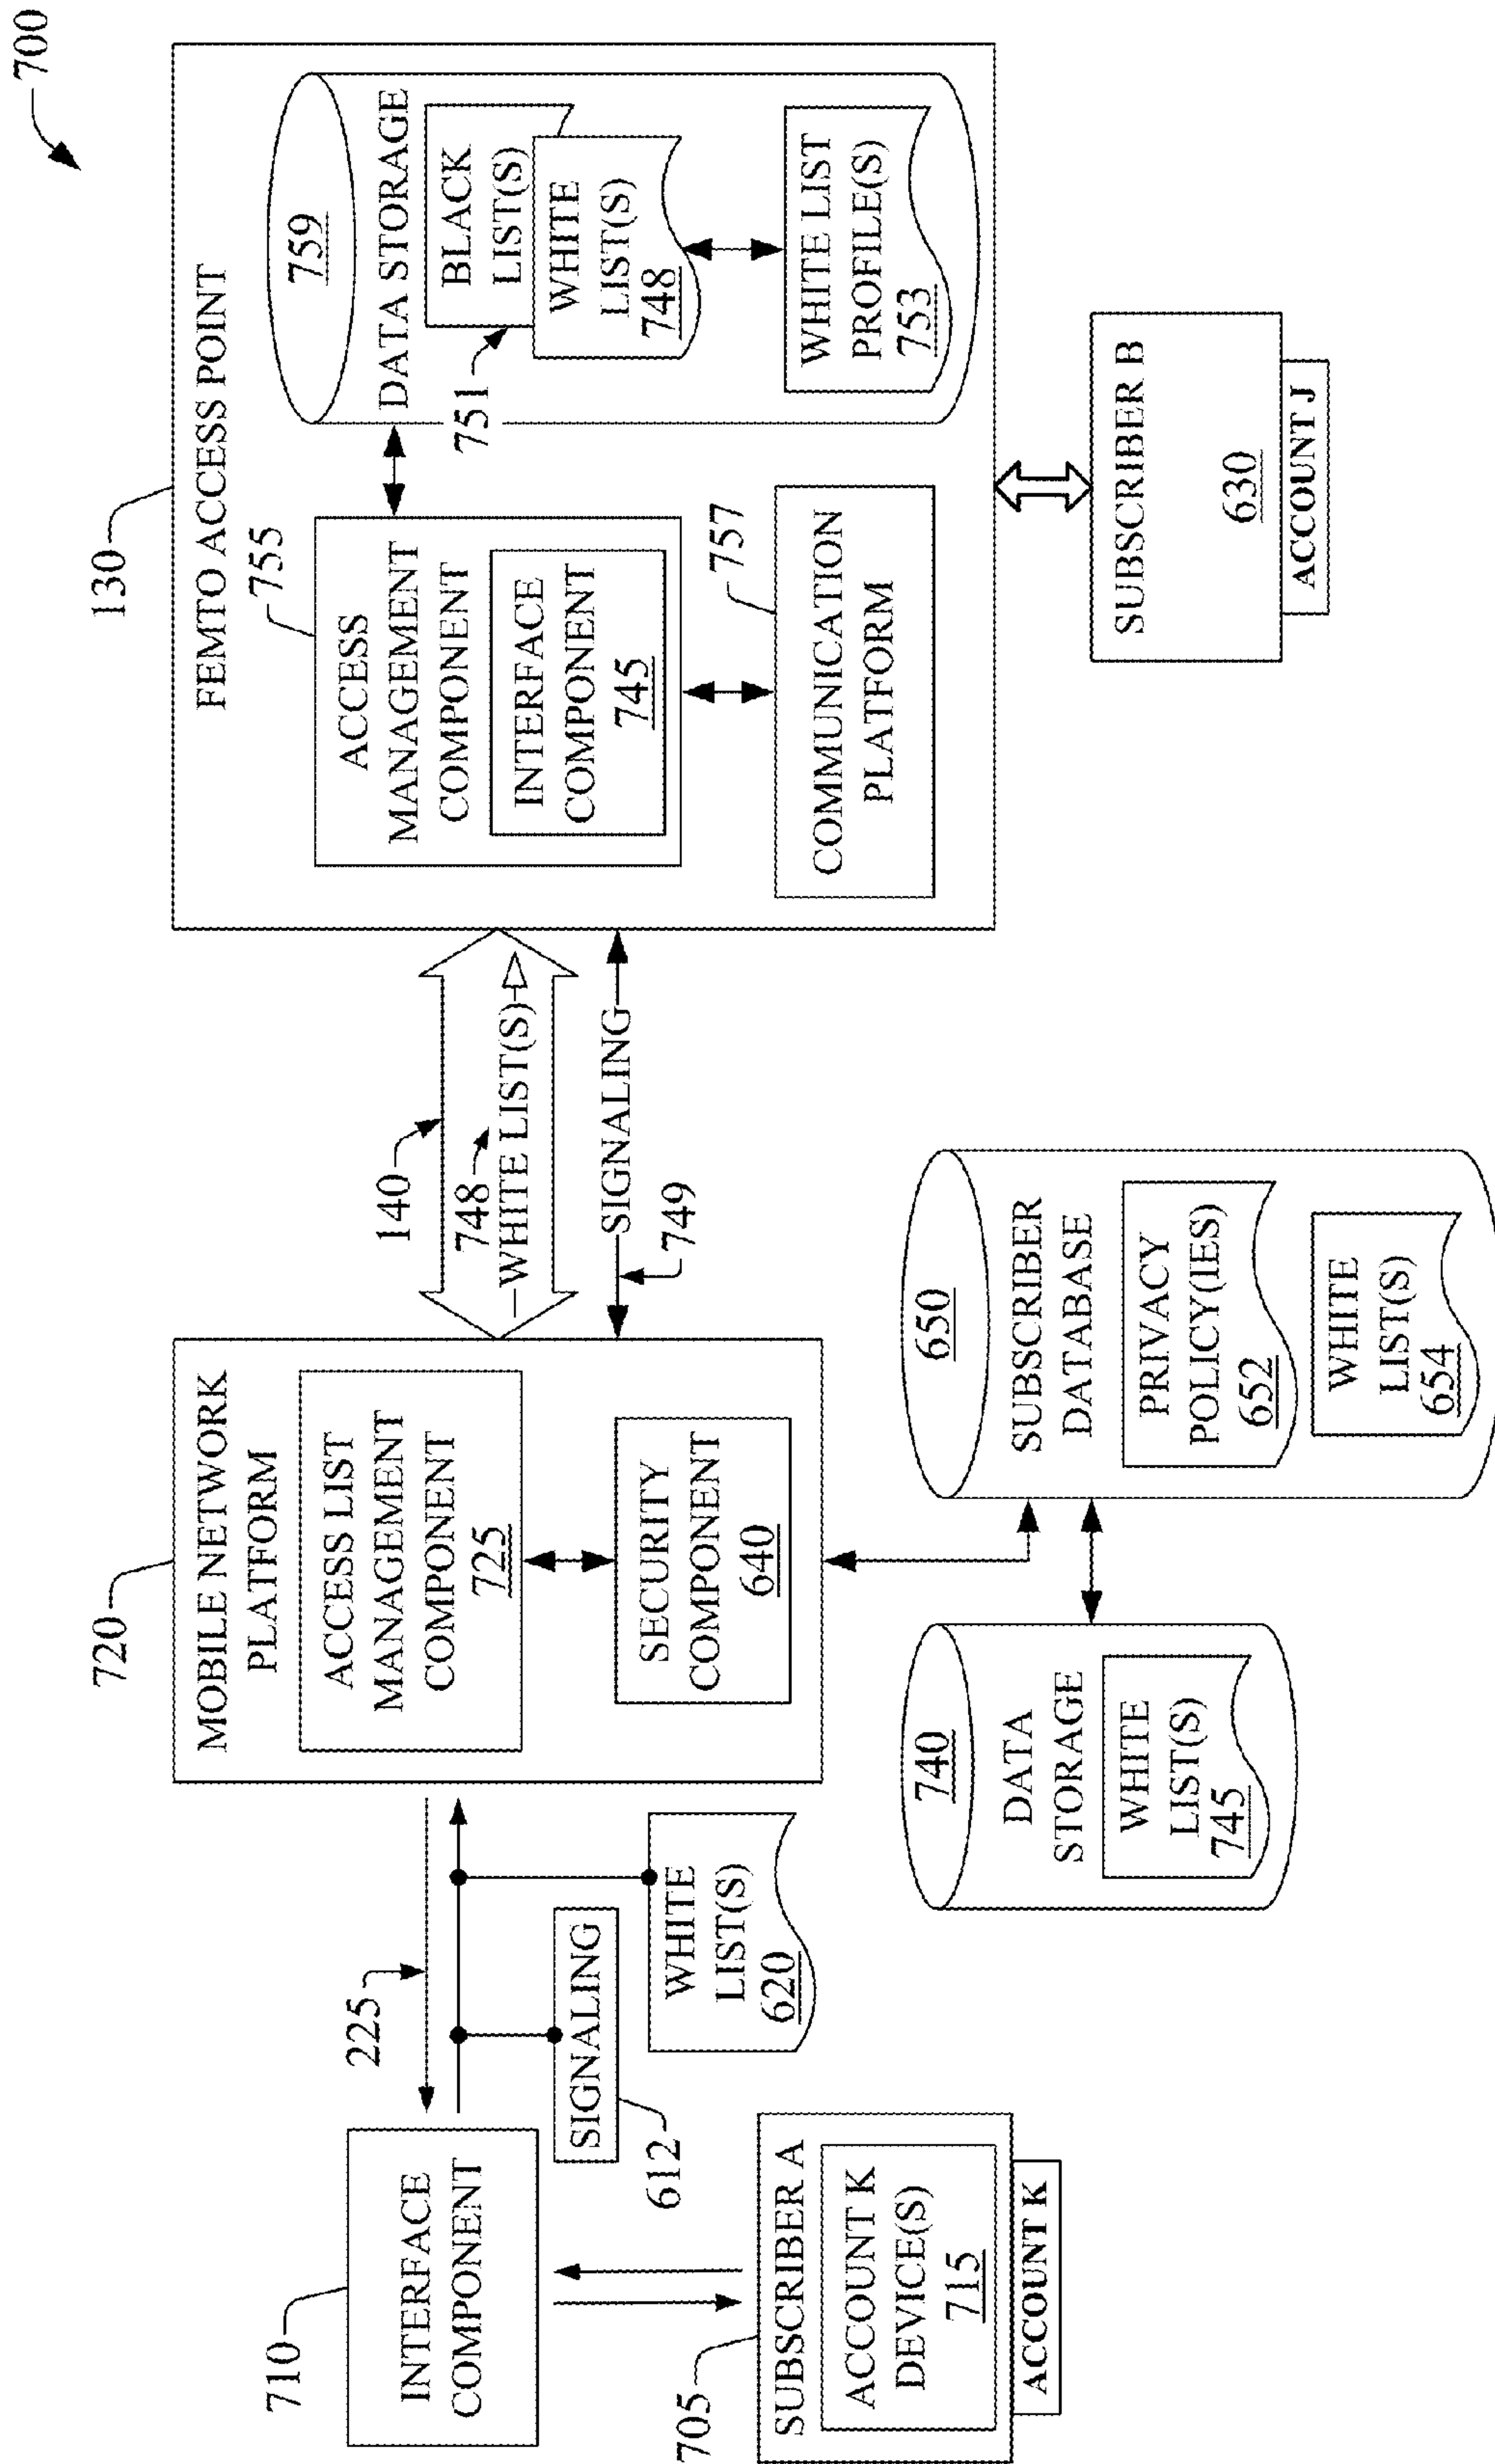 700
130
FEMTO ACCESS POINT
755
ACCESS
MANAGEMENT
COMPONENT
INTERFACE
COMPONENT
745
757
COMMUNICATION
PLATFORM
759
DATA STORAGE
751
BLACK
LIST(S)
WHITE
LIST(S)
748
WHITE LIST
PROFILE(S)
753
SUBSCRIBER B
630
ACCOUNT J
140
748
WHITE LIST(S)
SIGNALING
749
720
MOBILE NETWORK
PLATFORM
ACCESS LIST
MANAGEMENT
COMPONENT
725
SECURITY
COMPONENT
640
650
SUBSCRIBER
DATABASE
PRIVACY
POLICY(IES)
652
WHITE
LIST(S)
654
740
DATA
STORAGE
WHITE
LIST(S)
745
225
SIGNALING
612
WHITE
LIST(S)
620
710
INTERFACE
COMPONENT
705
SUBSCRIBER A
ACCOUNT K
DEVICE(S)
715
ACCOUNT K